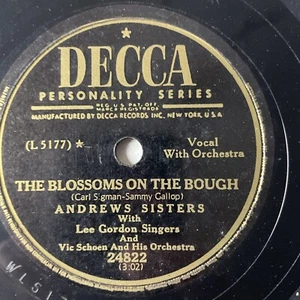 DECCA
PERSONALITY SERIES
REG. U.S. PAT. OFF.
MARCA REGISTRADA
MANUFACTURED BY DECCA RECORDS INC., NEW YORK, U.S.A.
(L 5177) *
Vocal
With Orchestra
THE BLOSSOMS ON THE BOUGH
(Carl Sigman-Sammy Gallop)
ANDREWS SISTERS
With
Lee Gordon Singers
And
Vic Schoen And His Orchestra
24822
(3:02)